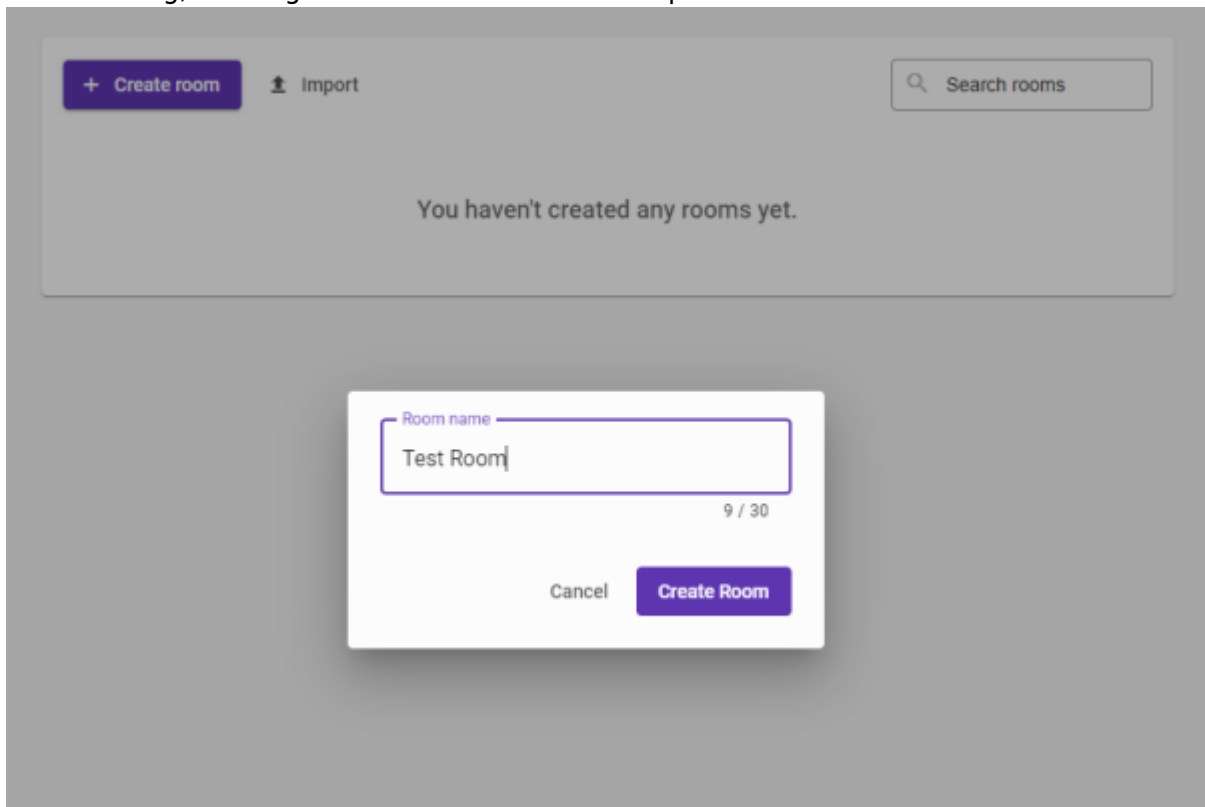 + Create room Import Search rooms
You haven't created any rooms yet.
Room name
Test Room
9 / 30
Cancel Create Room